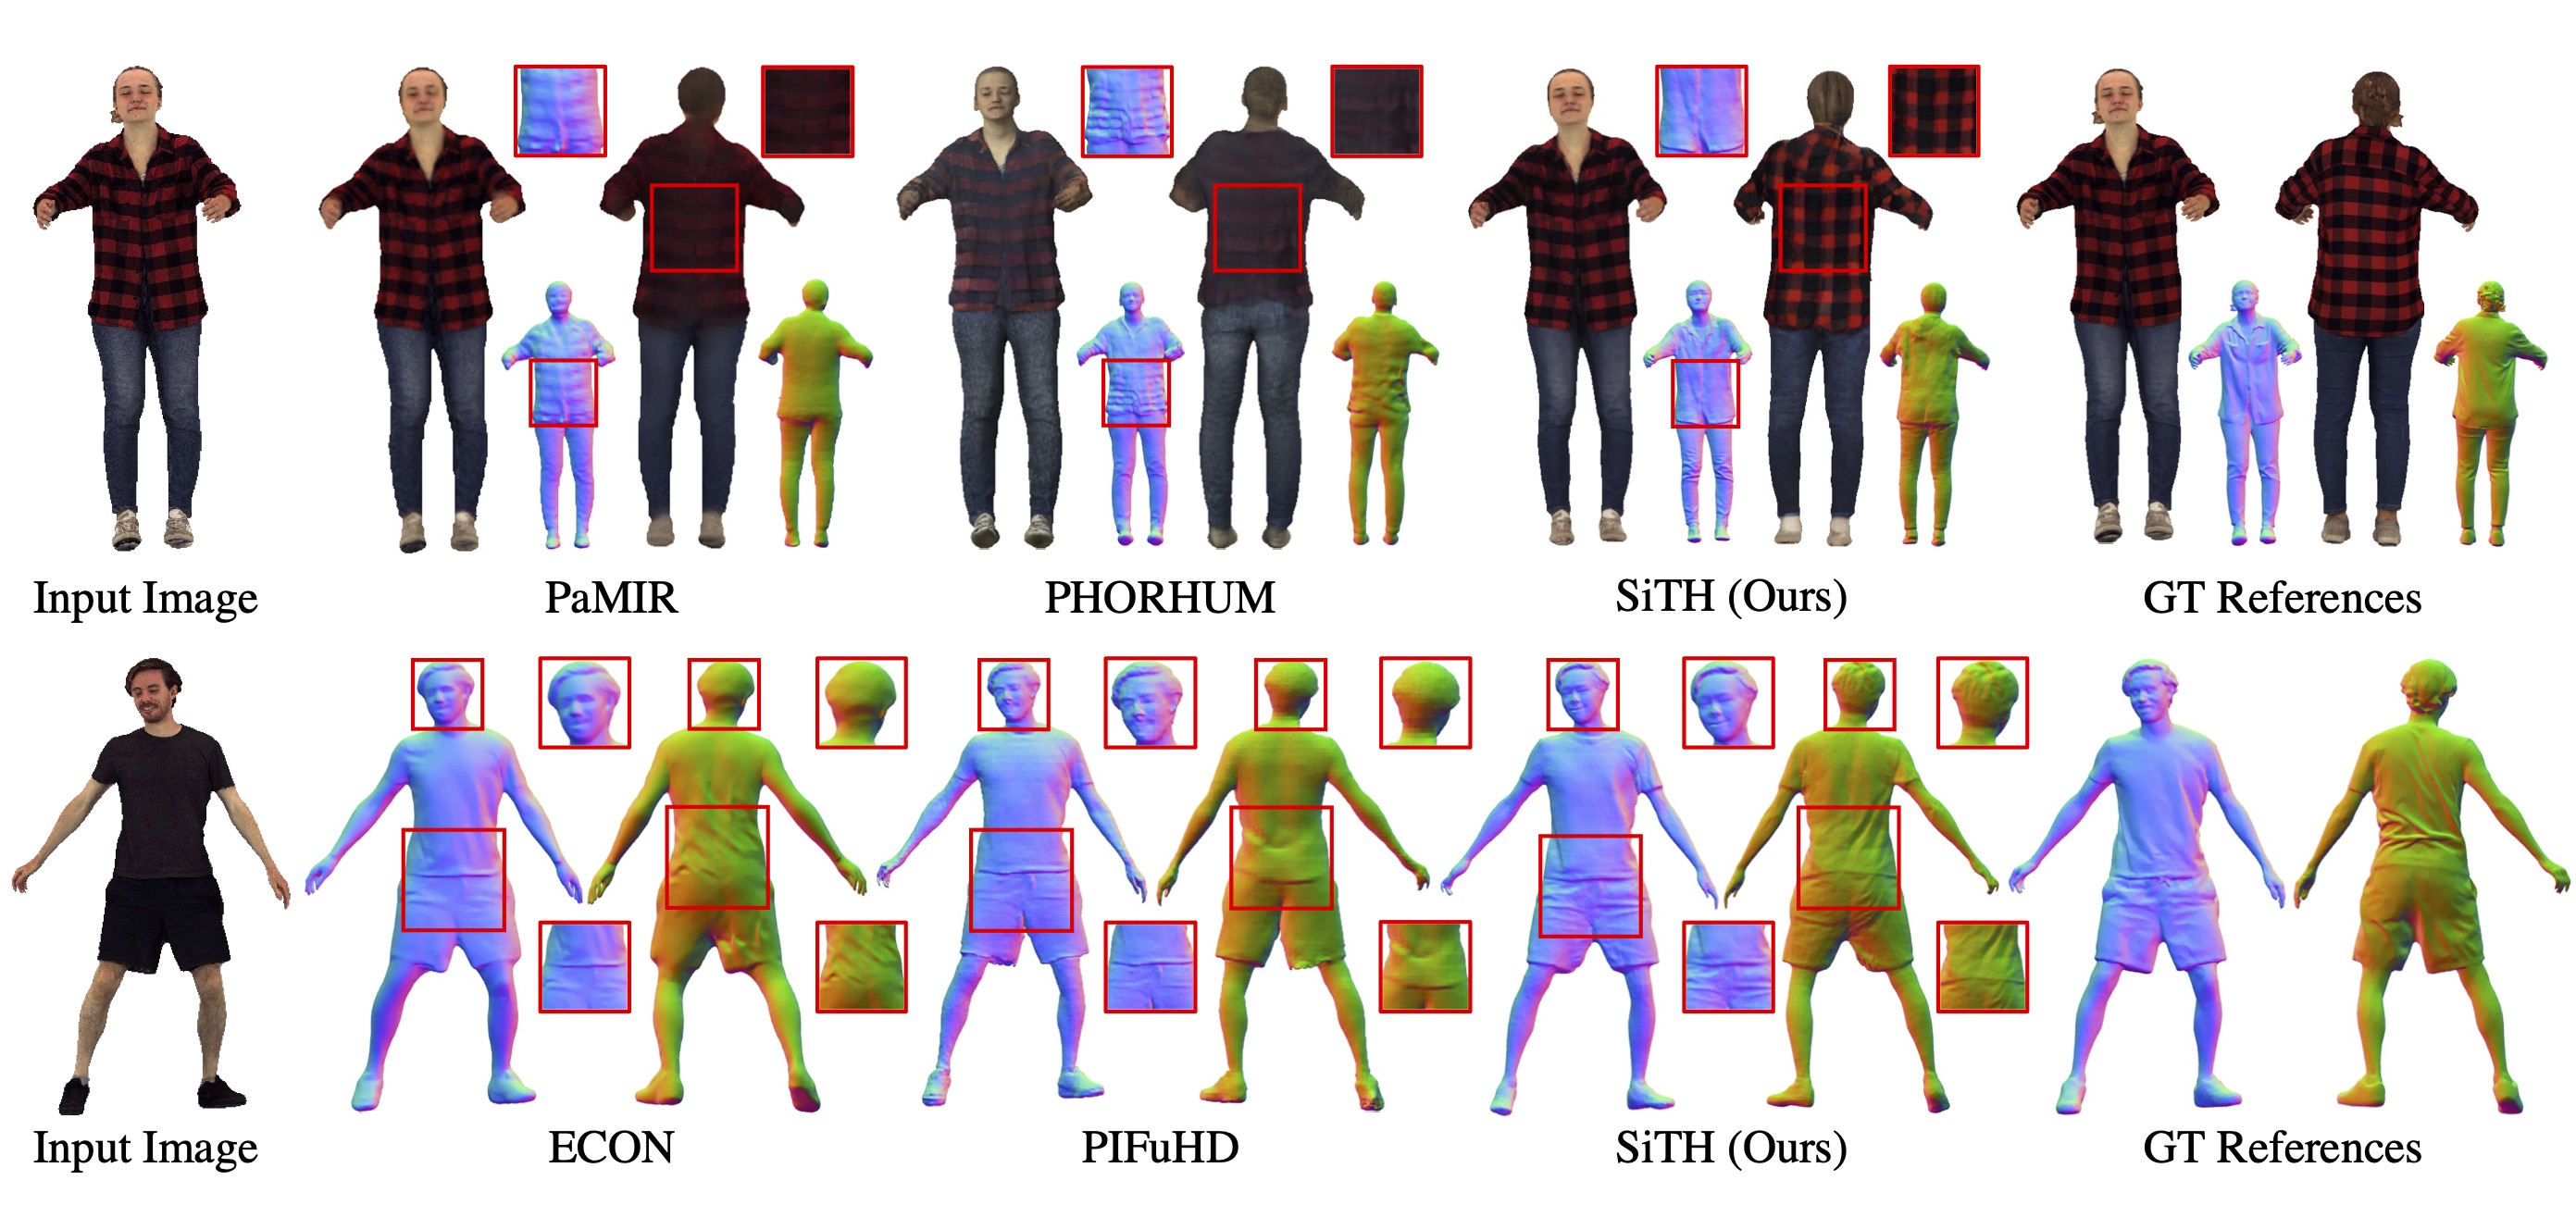 Input Image
PaMIR
PHORHUM
SiTH (Ours)
GT References
Input Image
ECON
PIFuHD
SiTH (Ours)
GT References